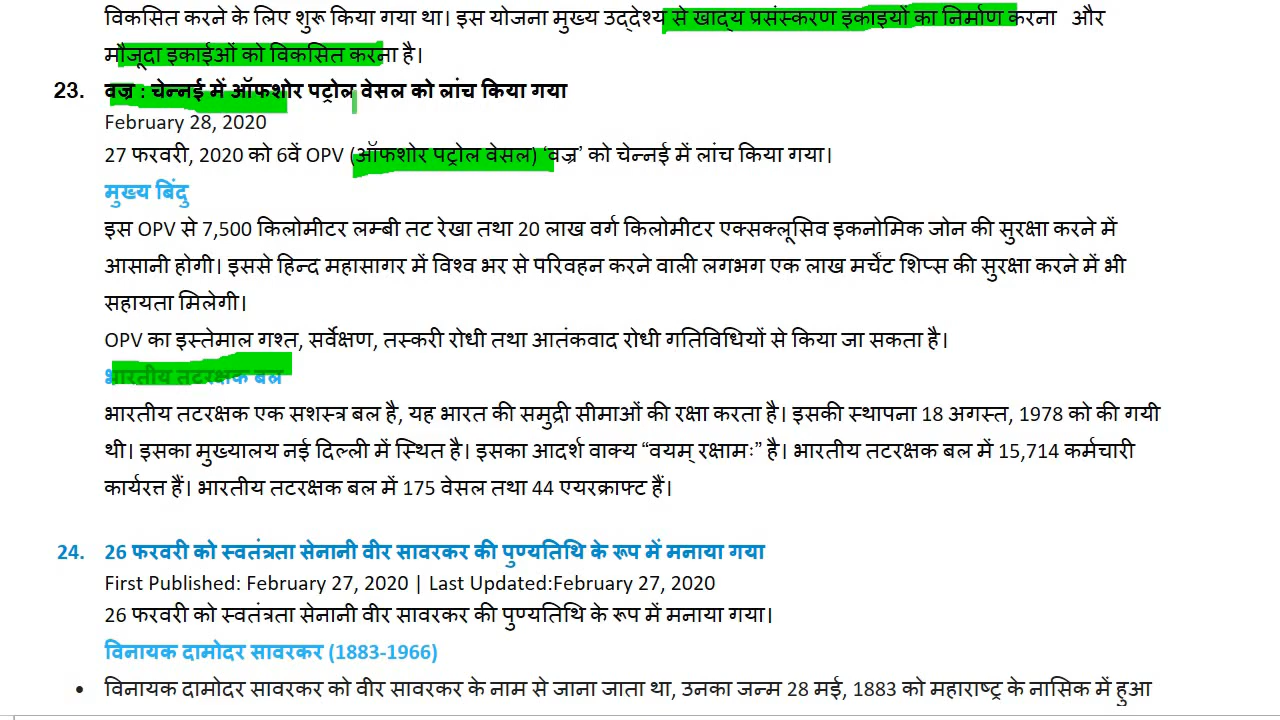 विकसित करने के लिए शुरू किया गया था। इस योजना मुख्य उद्देश्य से खाद्य प्रसंस्करण इकाइयों का निर्माण करना और
मौजूदा इकाईओं को विकसित करना है।
23. वज्र : चेन्नई में ऑफशोर पट्रोल वेसल को लांच किया गया
February 28, 2020
27 फरवरी, 2020 को 6वें OPV (ऑफशोर पट्रोल वेसल) ‘वज्र’ को चेन्नई में लांच किया गया।
मुख्य बिंदु
इस OPV से 7,500 किलोमीटर लम्बी तट रेखा तथा 20 लाख वर्ग किलोमीटर एक्सक्लूसिव इकनोमिक जोन की सुरक्षा करने में
आसानी होगी। इससे हिन्द महासागर में विश्व भर से परिवहन करने वाली लगभग एक लाख मर्चेंट शिप्स की सुरक्षा करने में भी
सहायता मिलेगी।
OPV का इस्तेमाल गश्त, सर्वेक्षण, तस्करी रोधी तथा आतंकवाद रोधी गतिविधियों से किया जा सकता है।
भारतीय तटरक्षक बल
भारतीय तटरक्षक एक सशस्त्र बल है, यह भारत की समुद्री सीमाओं की रक्षा करता है। इसकी स्थापना 18 अगस्त, 1978 को की गयी
थी। इसका मुख्यालय नई दिल्ली में स्थित है। इसका आदर्श वाक्य “वयम् रक्षामः” है। भारतीय तटरक्षक बल में 15,714 कर्मचारी
कार्यरत्त हैं। भारतीय तटरक्षक बल में 175 वेसल तथा 44 एयरक्राफ्ट हैं।
24. 26 फरवरी को स्वतंत्रता सेनानी वीर सावरकर की पुण्यतिथि के रूप में मनाया गया
First Published: February 27, 2020 | Last Updated:February 27, 2020
26 फरवरी को स्वतंत्रता सेनानी वीर सावरकर की पुण्यतिथि के रूप में मनाया गया।
विनायक दामोदर सावरकर (1883-1966)
• विनायक दामोदर सावरकर को वीर सावरकर के नाम से जाना जाता था, उनका जन्म 28 मई, 1883 को महाराष्ट्र के नासिक में हुआ